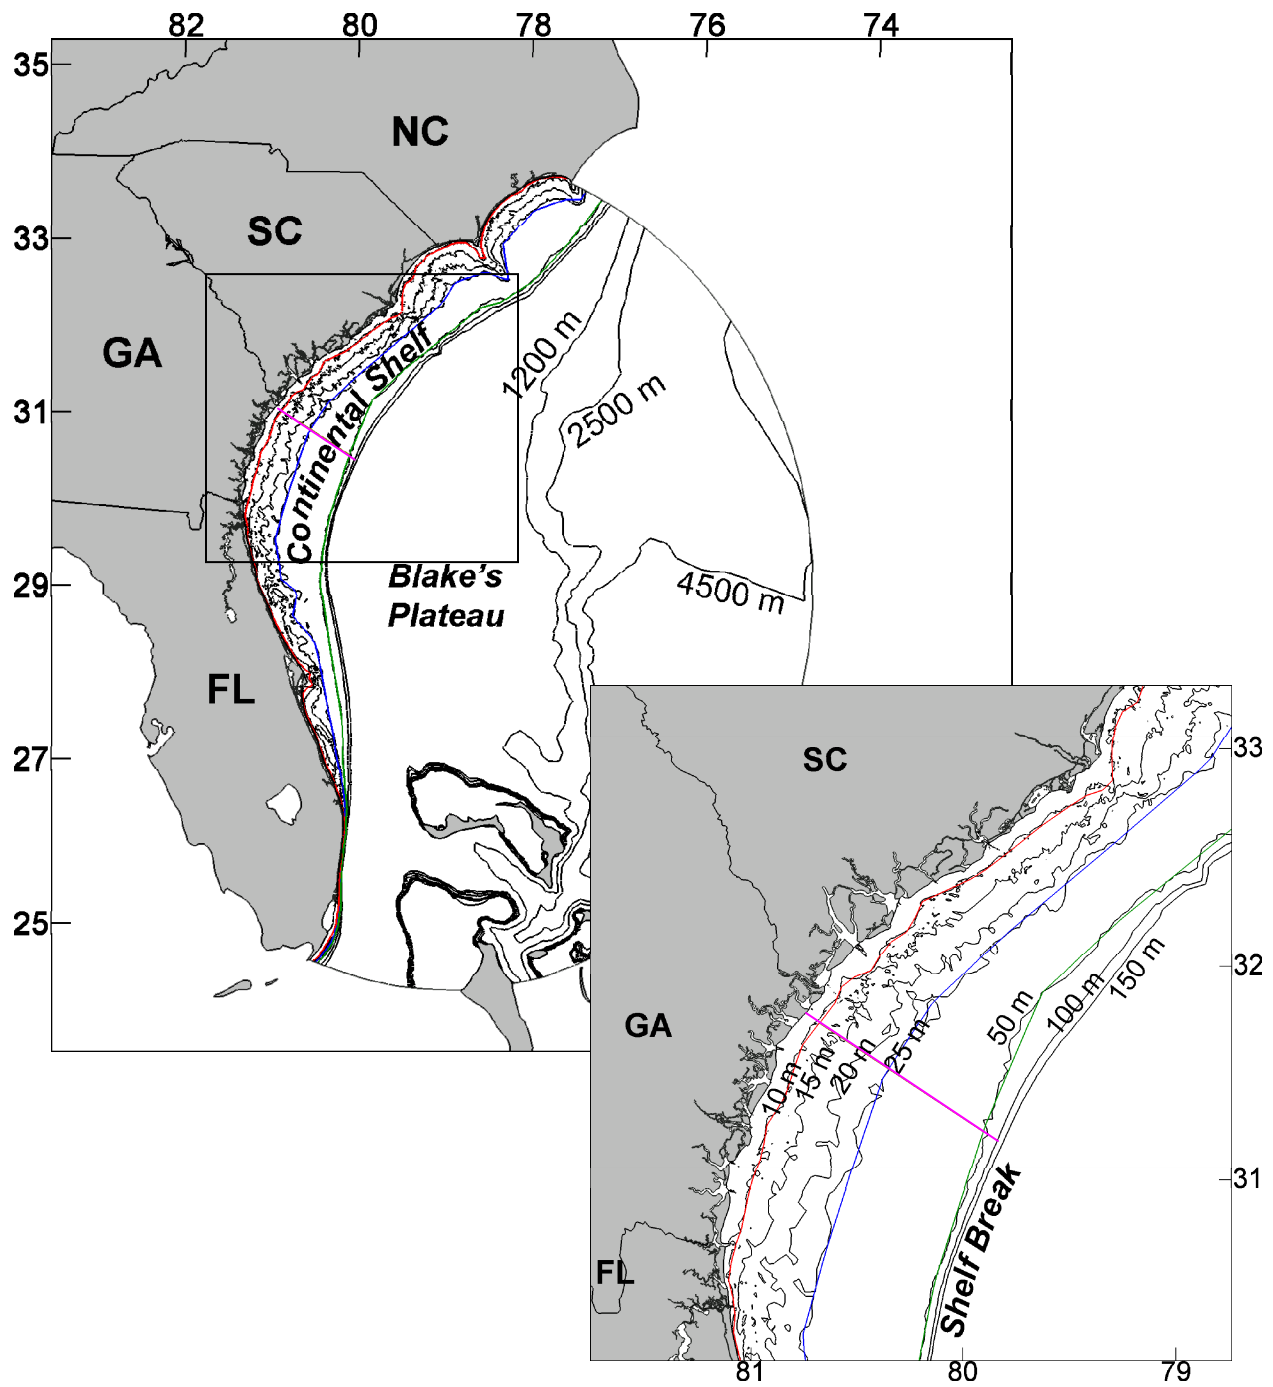 82 80 78 76 74
35
NC
SC
33
GA
1200 m
Continental Shelf
31
2500 m
Blake's
Plateau
29
4500 m
FL
27
25
SC
33
32
150 m
100 m
50 m
GA
25 m
20 m
15 m
10 m
31
Shelf Break
FL
81 80 79